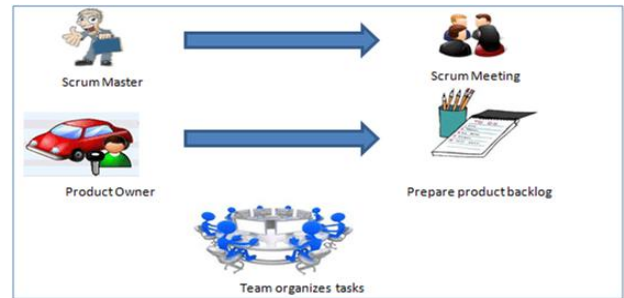 Scrum Master
Scrum Meeting
Product Owner
Prepare product backlog
Team organizes tasks